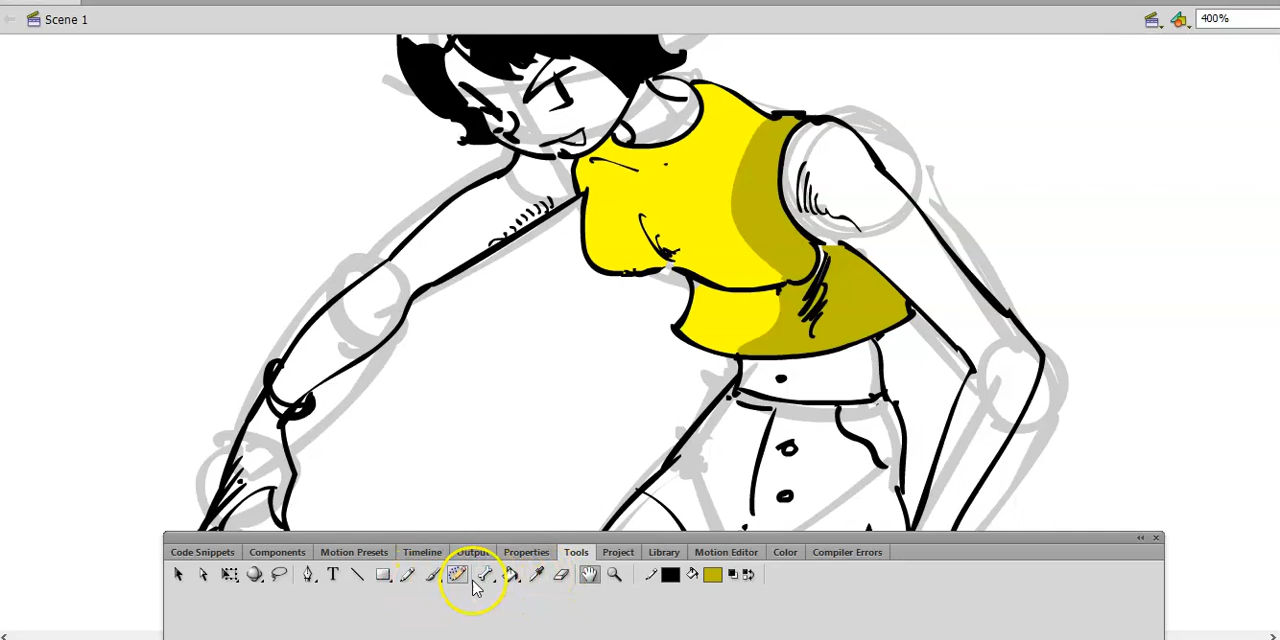 Scene 1
400%
Code Snippets Components Motion Presets Timeline Output Properties Tools Project Library Motion Editor Color Compiler Errors
T